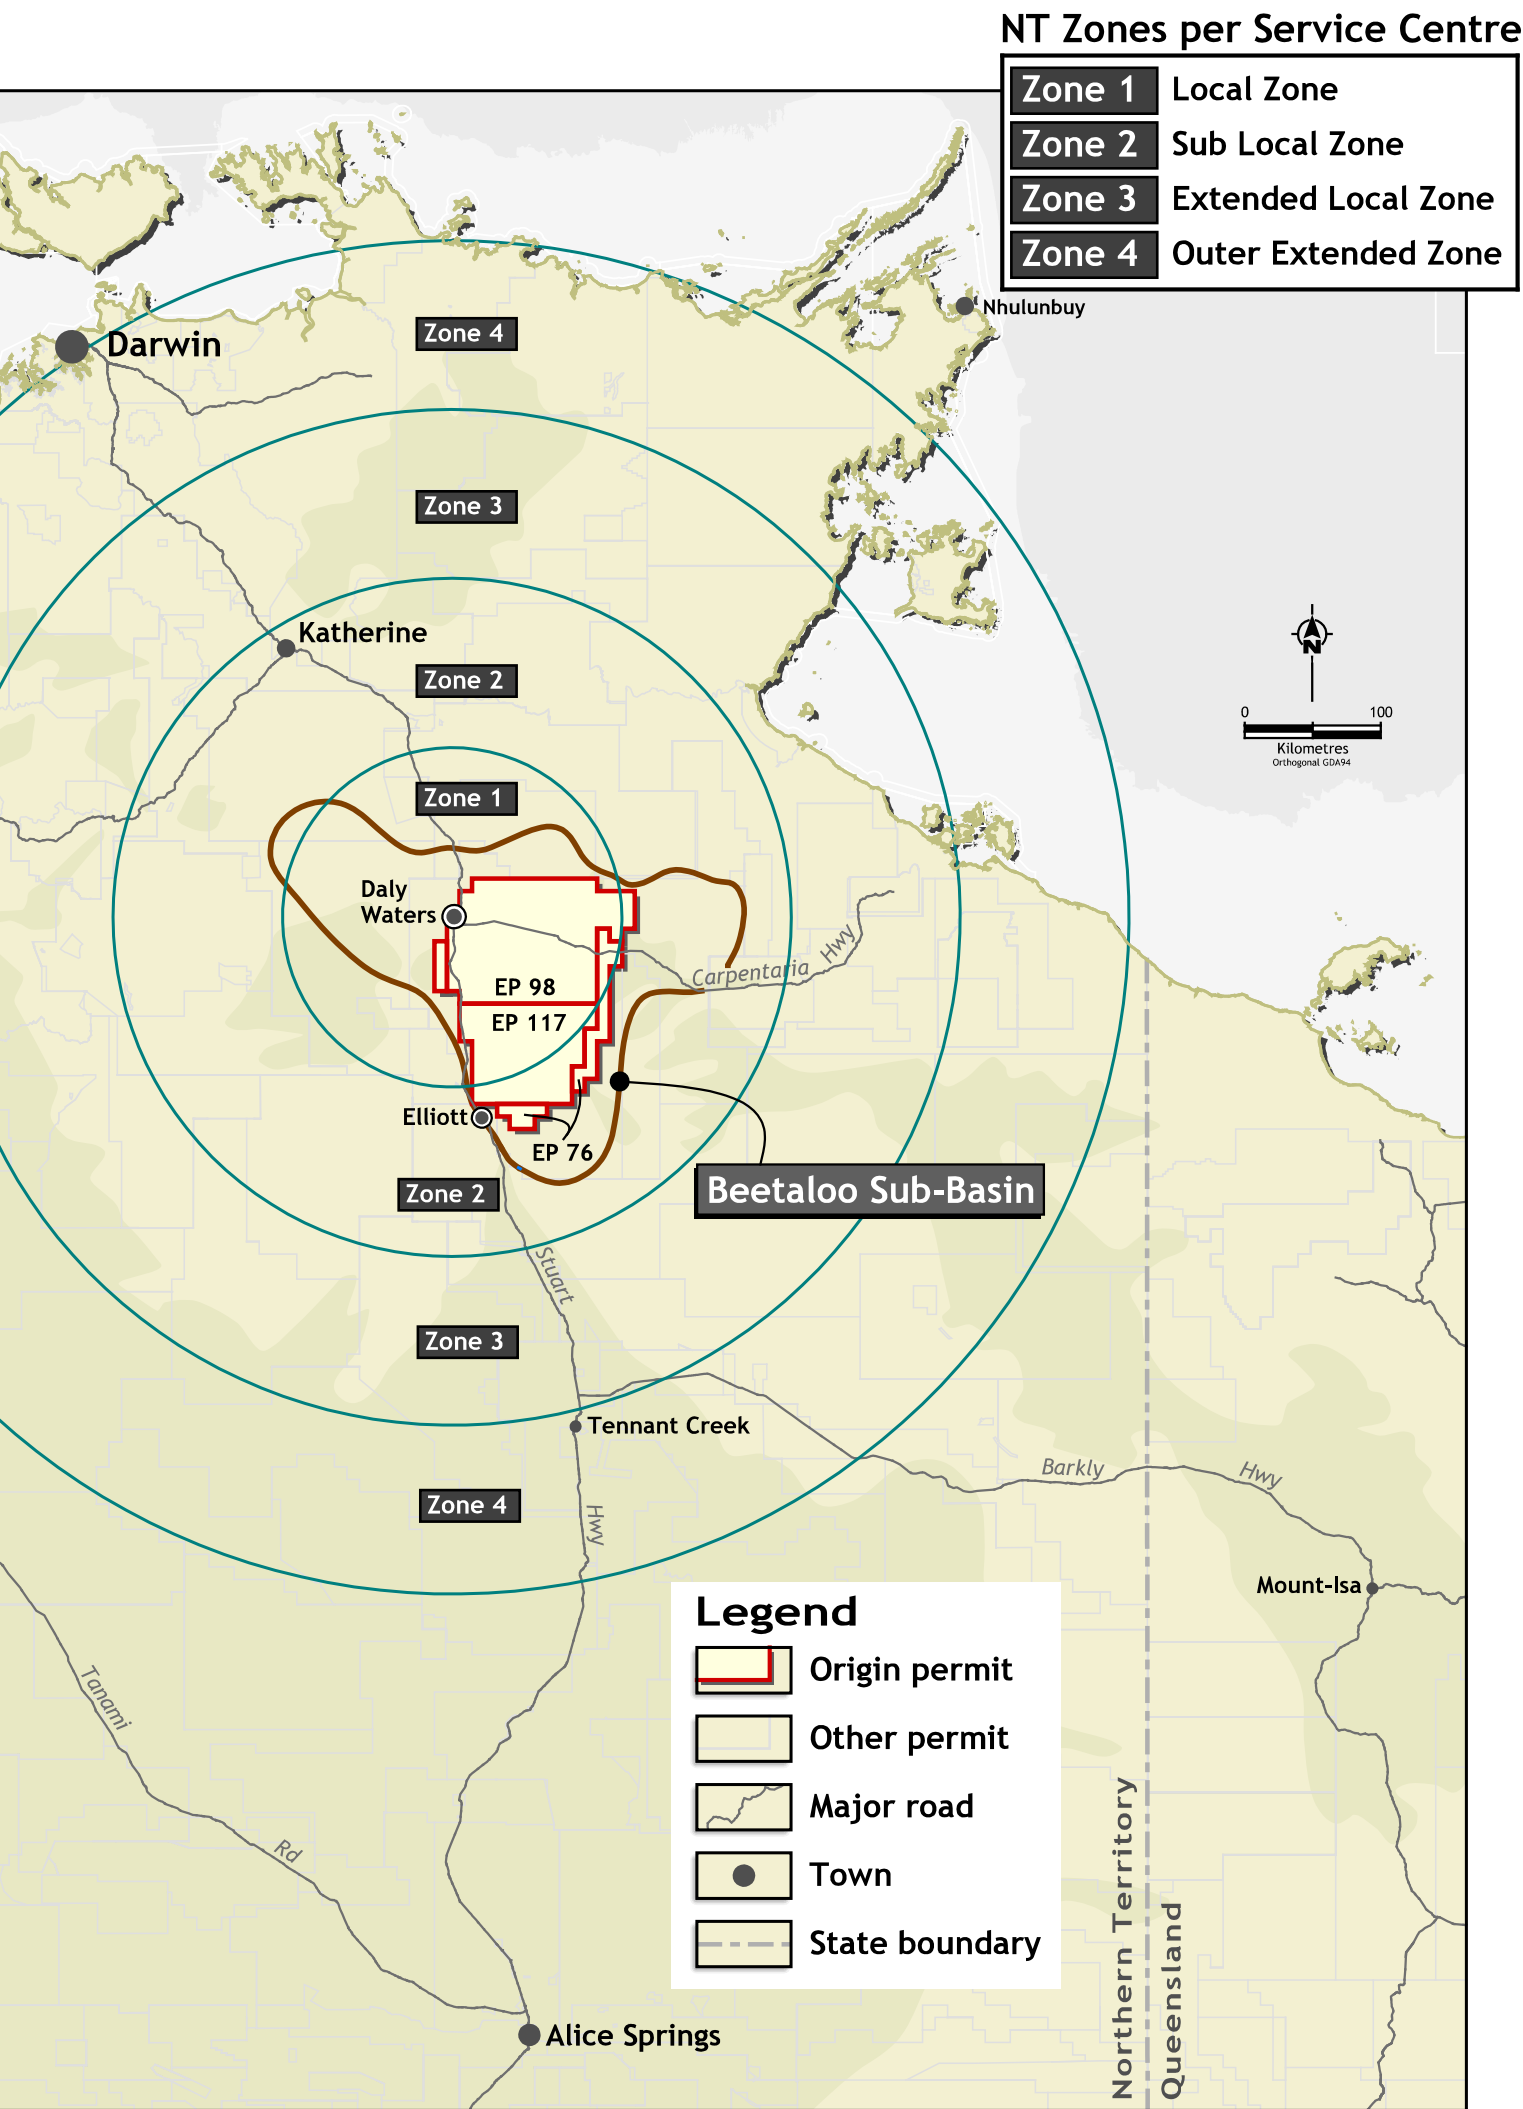 NT Zones per Service Centre
Zone 1 Local Zone
Zone 2 Sub Local Zone
Zone 3 Extended Local Zone
Zone 4 Outer Extended Zone
Nhulunbuy
Zone 4
Darwin
Zone 3
Katherine
Zone 2
N
0 100
Kilometres
Orthogonal GDA94
Zone 1
Daly
Waters
Carpentaria Hwy
EP 98
EP 117
Elliott
EP 76
Zone 2
Beetaloo Sub-Basin
Stuart
Zone 3
Tennant Creek
Barkly Hwy
Zone 4
Hwy
Mount-Isa
Legend
Origin permit
Other permit
Major road
Town
State boundary
Tanami
Rd
Northern Territory
Queensland
Alice Springs